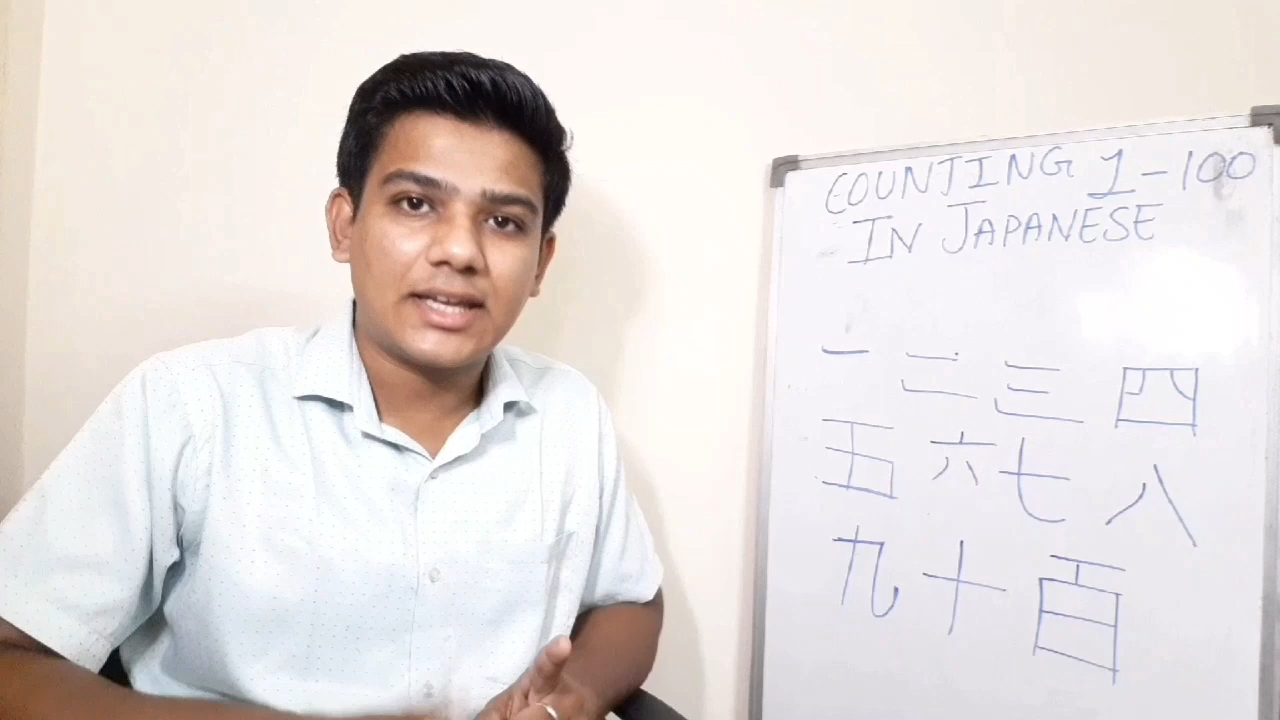 COUNTING 1-100
IN JAPANESE
一 二 三 四
五 六 七 八
九 十 百